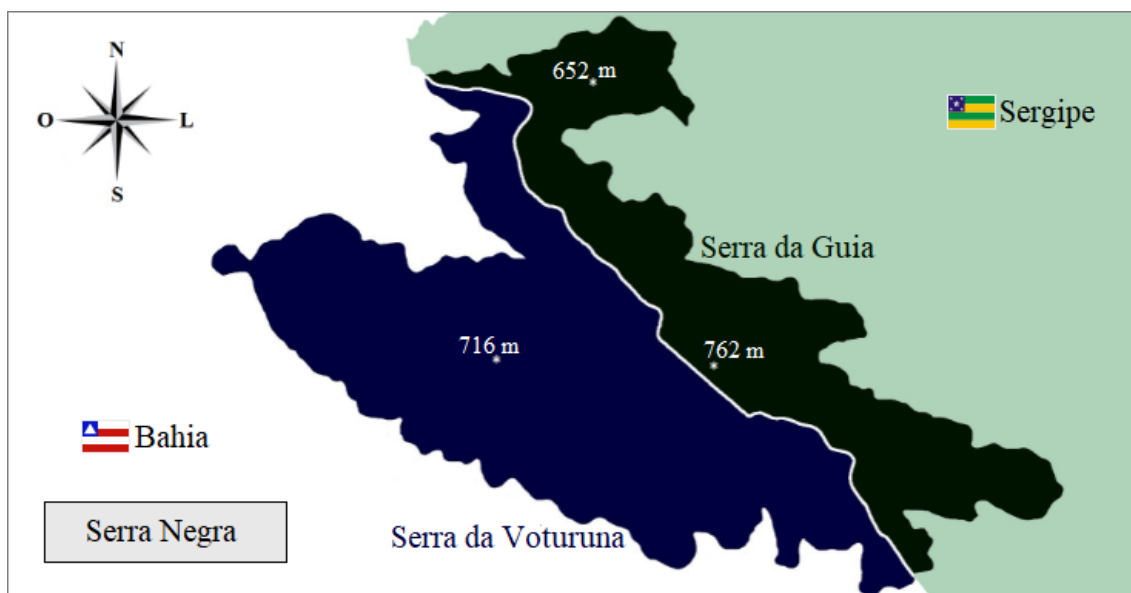 N
O
L
S
652 m
Sergipe
Serra da Guia
716 m
762 m
Bahia
Serra Negra
Serra da Voturuna